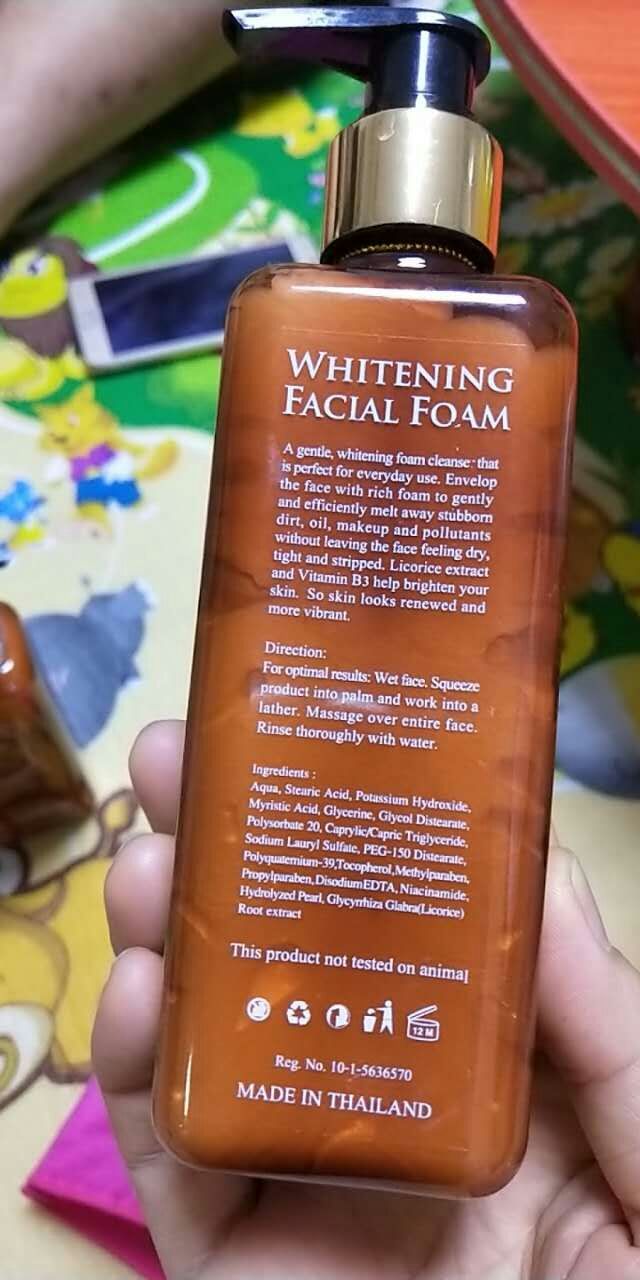 WHITENING
FACIAL FOAM
A gentle, whitening foam cleanser that
is perfect for everyday use. Envelop
the face with rich foam to gently
and efficiently melt away stubborn
dirt, oil, makeup and pollutants
without leaving the face feeling dry,
tight and stripped. Licorice extract
and Vitamin B3 help brighten your
skin. So skin looks renewed and
more vibrant.
Direction:
For optimal results: Wet face. Squeeze
product into palm and work into a
lather. Massage over entire face.
Rinse thoroughly with water.
Ingredients :
Aqua, Stearic Acid, Potassium Hydroxide,
Myristic Acid, Glycerine, Glycol Distearate,
Polysorbate 20, Caprylic/Capric Triglyceride,
Sodium Lauryl Sulfate, PEG-150 Distearate,
Polyquaternium-39,Tocopherol,Methylparaben,
Propylparaben,DisodiumEDTA, Niacinamide,
Hydrolyzed Pearl, Glycyrrhiza Glabra(Licorice)
Root extract
This product not tested on animal
12 M
Reg. No. 10-1-5636570
MADE IN THAILAND